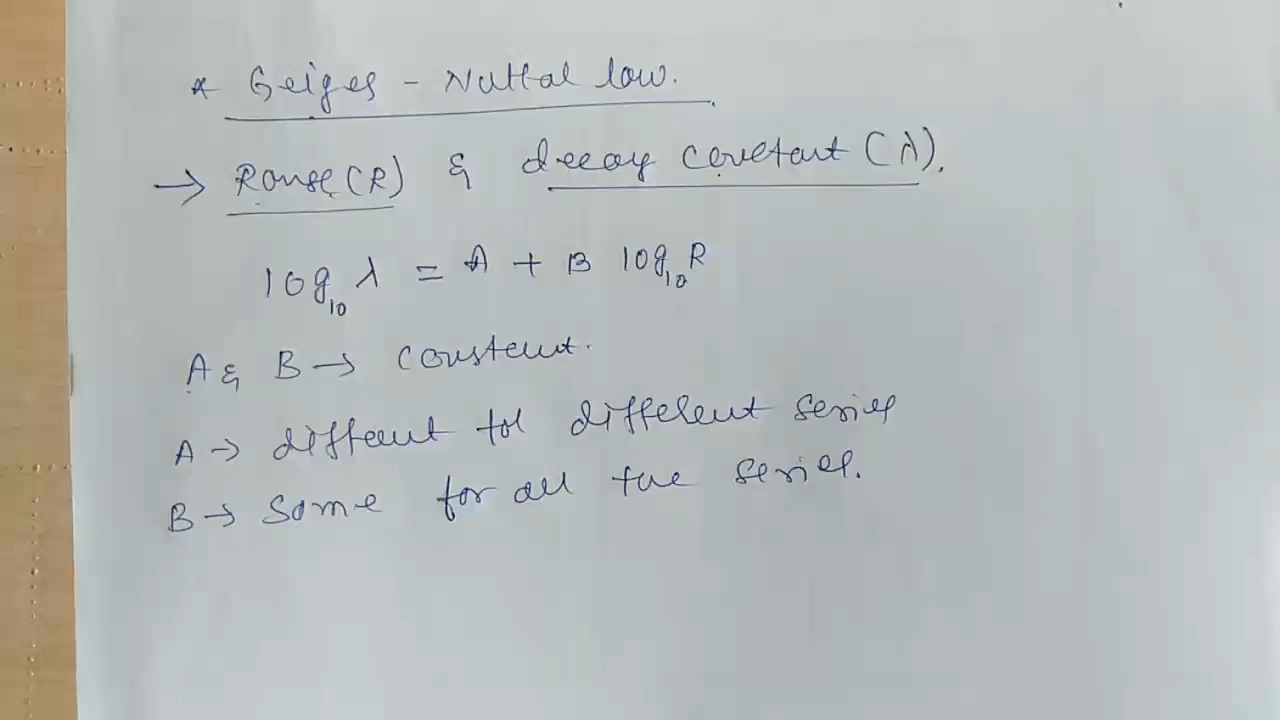 * Geiger - Nuttal law.
→ Range (R) & decay constant (λ).
log₁₀ λ = A + B log₁₀ R
A & B → constant.
A → different for different series
B → Same for all the series.